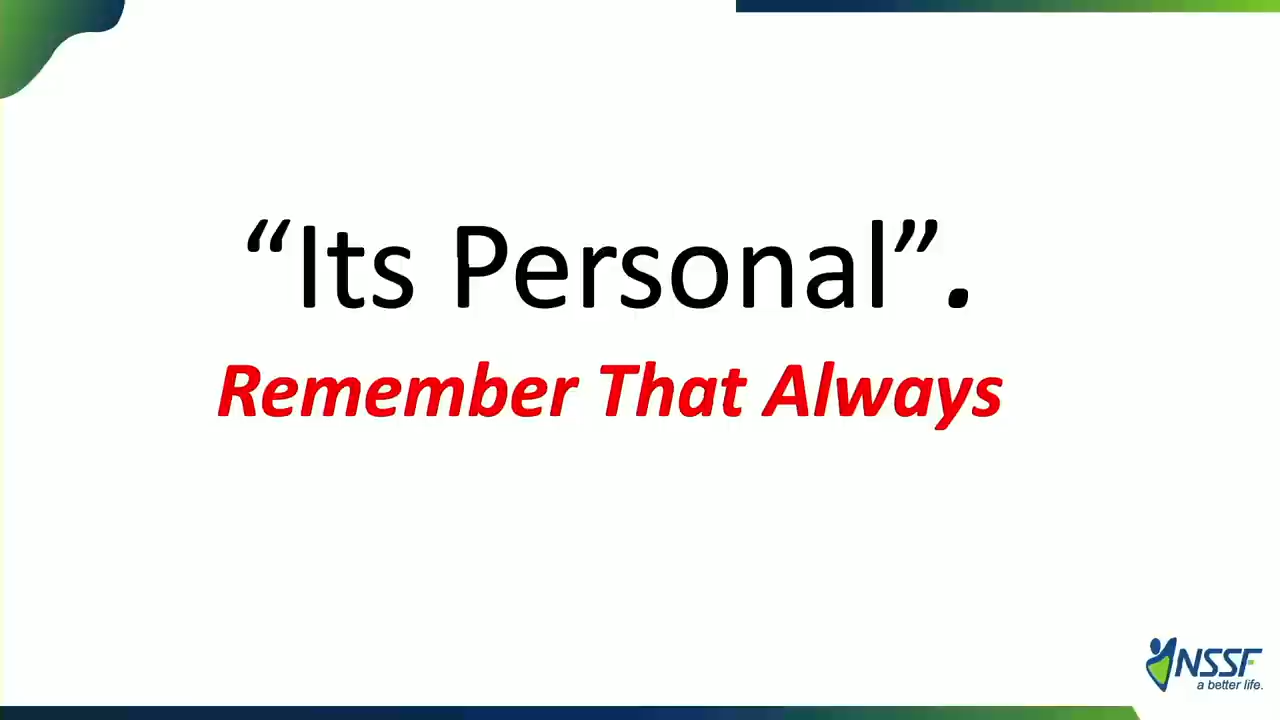 “Its Personal”.
Remember That Always
NSSF
a better life.